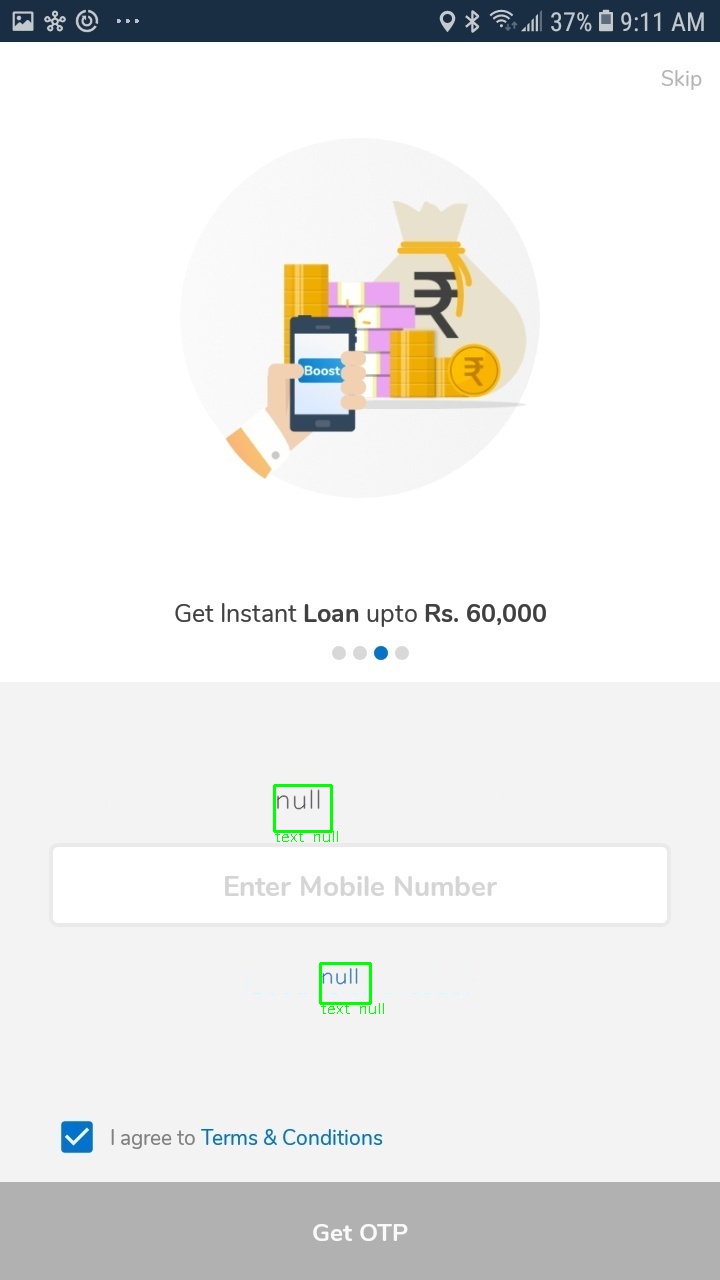 37% 9:11 AM
Skip
₹
Boost
₹
Get Instant Loan upto Rs. 60,000
null
text null
Enter Mobile Number
null
text null
I agree to Terms & Conditions
Get OTP